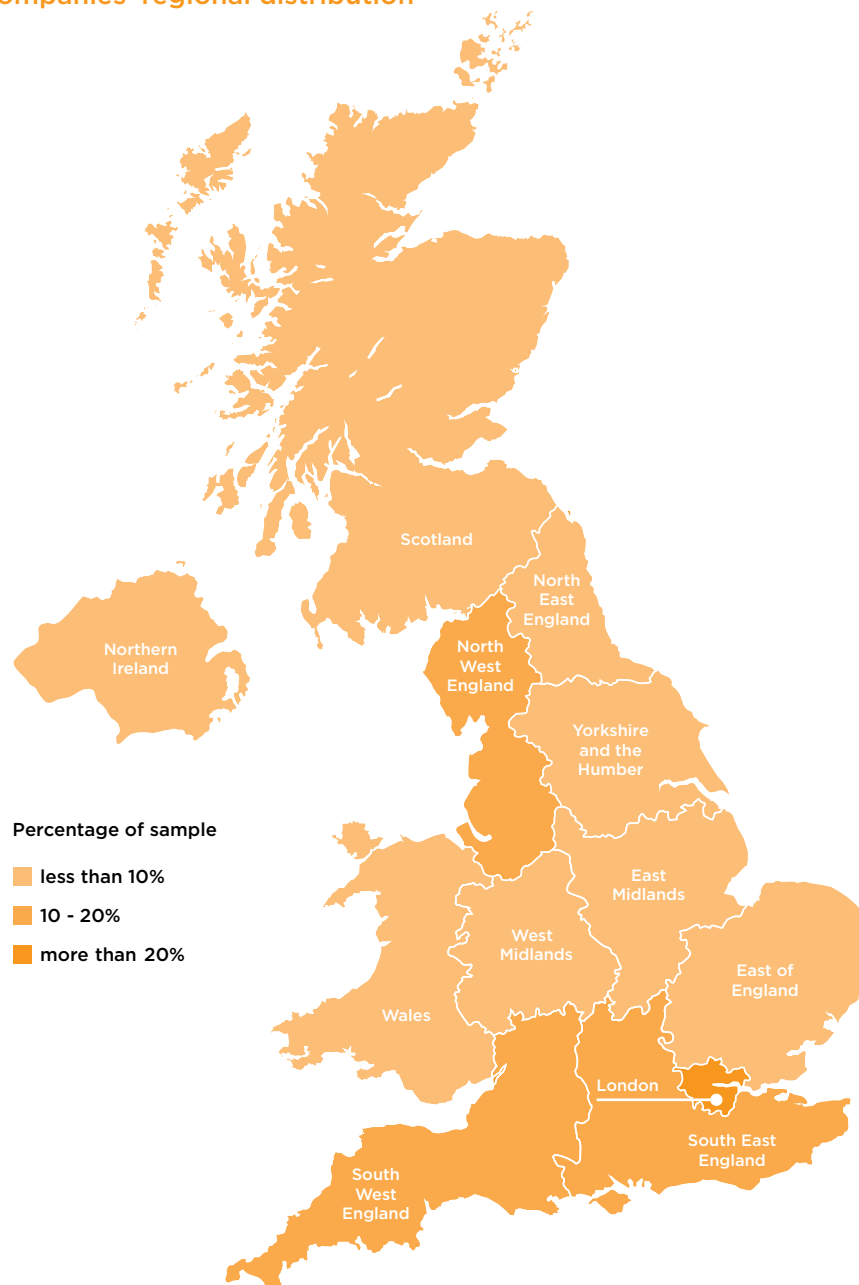 regional distribution
Scotland
North
East
England
Northern
Ireland
North
West
England
Yorkshire
and the
Humber
Percentage of sample
less than 10%
10 - 20%
more than 20%
East
Midlands
West
Midlands
East of
England
Wales
London
South East
England
South
West
England